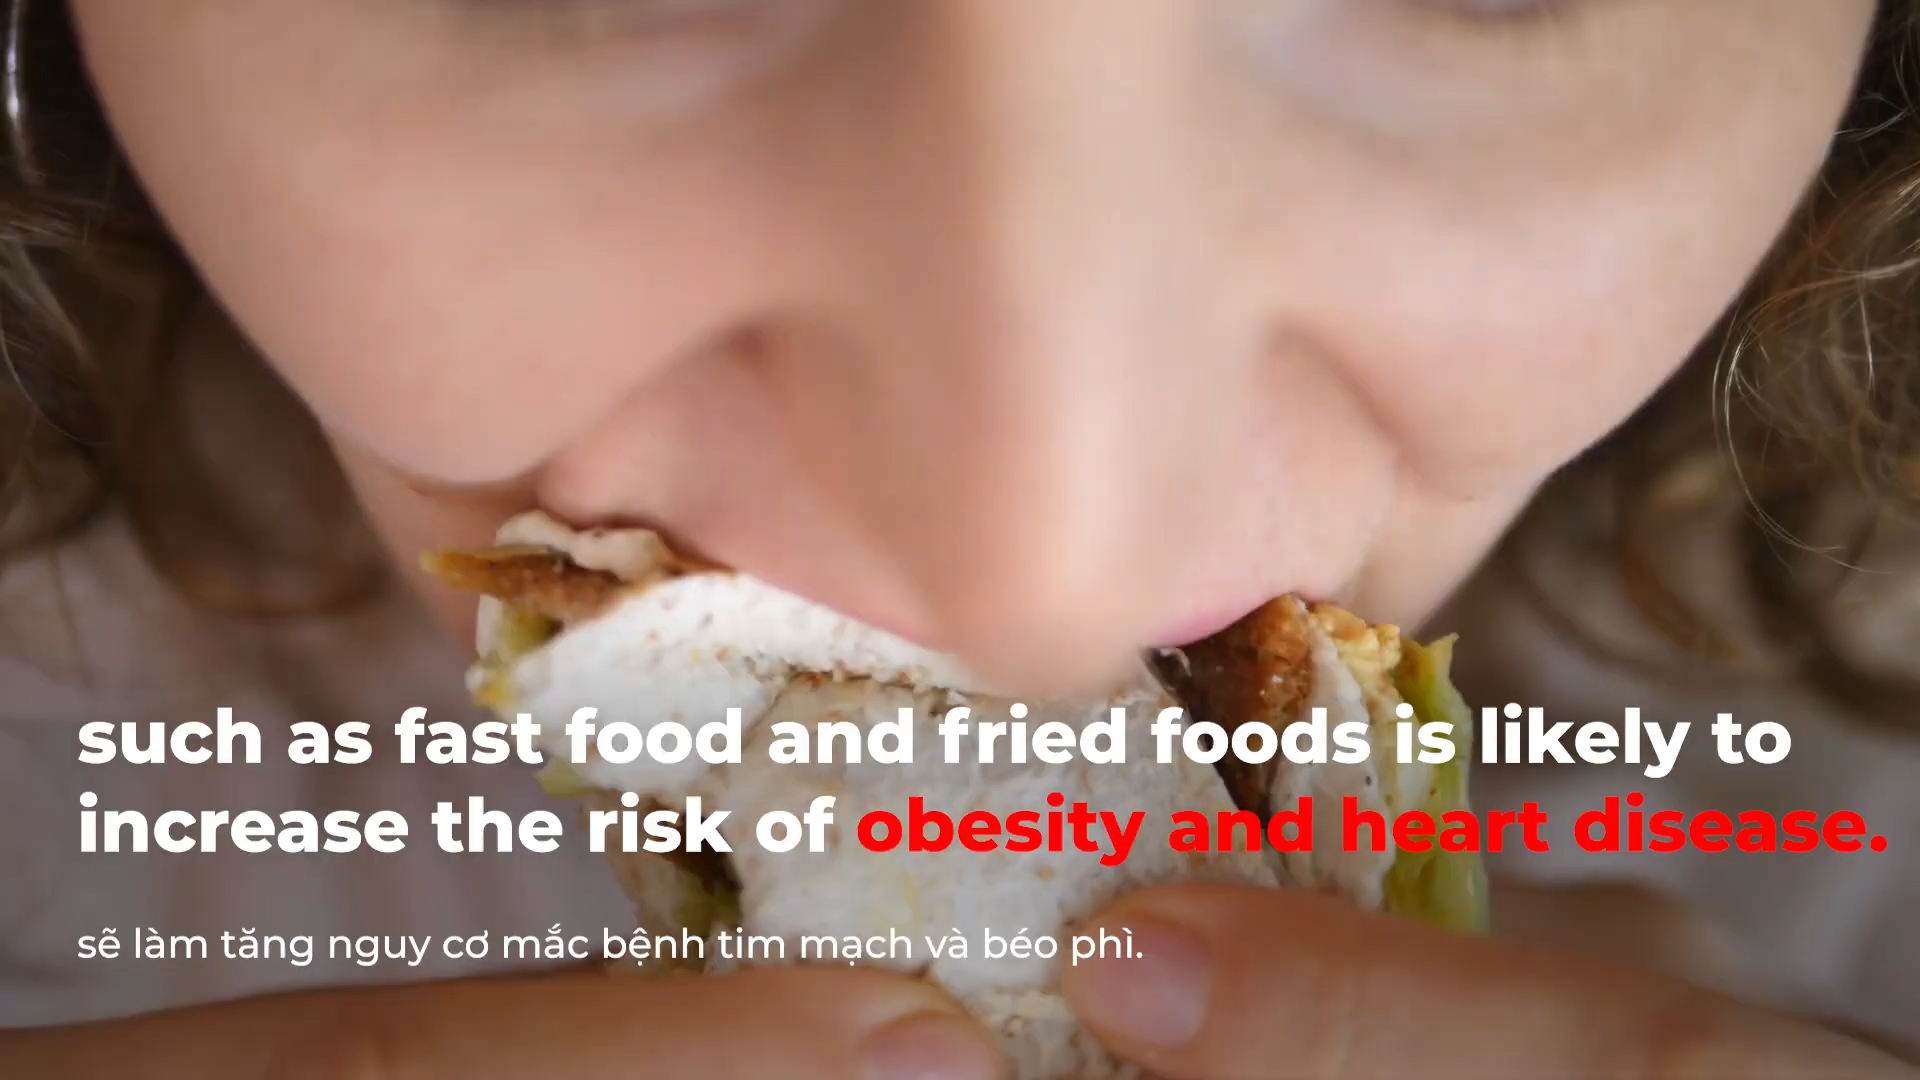 such as fast food and fried foods is likely to
increase the risk of obesity and heart disease.
sẽ làm tăng nguy cơ mắc bệnh tim mạch và béo phì.